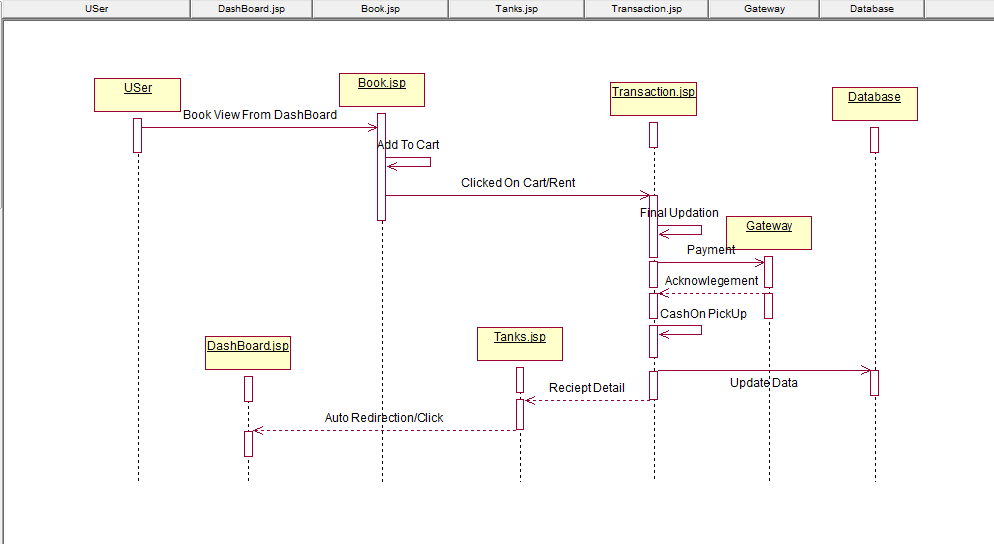 USer
DashBoard.jsp
Book.jsp
Tanks.jsp
Transaction.jsp
Gateway
Database
USer
Book.jsp
Transaction.jsp
Database
Book View From DashBoard
Add To Cart
Clicked On Cart/Rent
Final Updation
Gateway
Payment
Acknowlegement
CashOn PickUp
Tanks.jsp
DashBoard.jsp
Update Data
Reciept Detail
Auto Redirection/Click